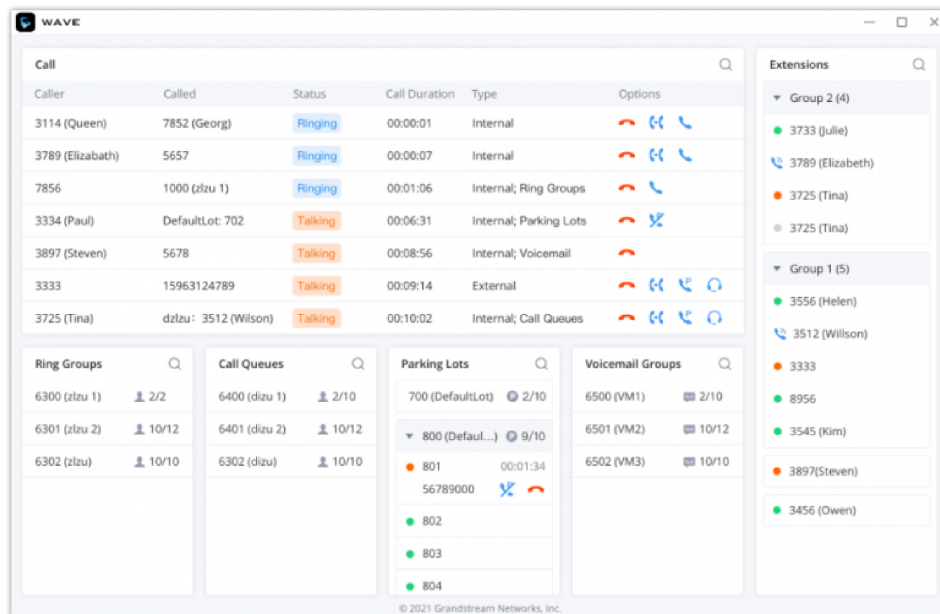 WAVE
Call
Caller Called Status Call Duration Type Options
3114 (Queen) 7852 (Georg) Ringing 00:00:01 Internal
3789 (Elizabath) 5657 Ringing 00:00:07 Internal
7856 1000 (zlzu 1) Ringing 00:01:06 Internal; Ring Groups
3334 (Paul) DefaultLot: 702 Talking 00:06:31 Internal; Parking Lots
3897 (Steven) 5678 Talking 00:08:56 Internal; Voicemail
3333 15963124789 Talking 00:09:14 External
3725 (Tina) dzlzu: 3512 (Wilson) Talking 00:10:02 Internal; Call Queues
Extensions
Group 2 (4)
3733 (Julie)
3789 (Elizabeth)
3725 (Tina)
3725 (Tina)
Group 1 (5)
3556 (Helen)
3512 (Willson)
3333
8956
3545 (Kim)
3897(Steven)
3456 (Owen)
Ring Groups
6300 (zlzu 1) 2/2
6301 (zlzu 2) 10/12
6302 (zlzu) 10/10
Call Queues
6400 (dizu 1) 2/10
6401 (dizu 2) 10/12
6302 (dizu) 10/10
Parking Lots
700 (DefaultLot) P 2/10
800 (Defaul...) P 9/10
801 00:01:34
56789000
802
803
804
Voicemail Groups
6500 (VM1) 2/10
6501 (VM2) 10/12
6502 (VM3) 10/10
© 2021 Grandstream Networks, Inc.